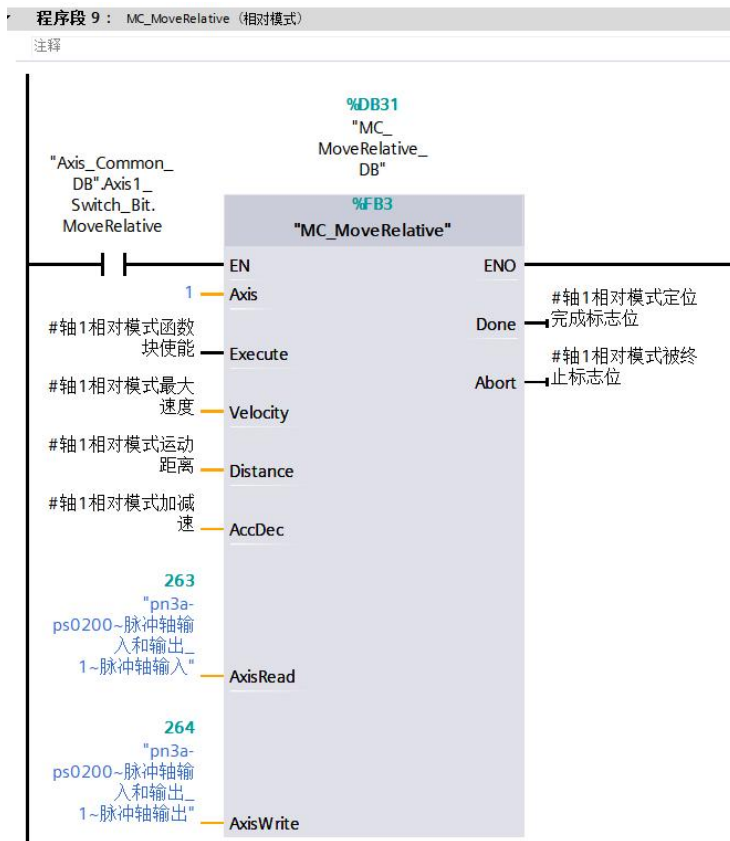 程序段 9： MC_MoveRelative（相对模式）
注释
%DB31
"MC_
MoveRelative_
DB"
"Axis_Common_
DB".Axis1_
Switch_Bit.
MoveRelative
%FB3
"MC_MoveRelative"
EN
ENO
1
Axis
#轴1相对模式定位
完成标志位
Done
#轴1相对模式函数
块使能
Execute
#轴1相对模式被终
止标志位
Abort
#轴1相对模式最大
速度
Velocity
#轴1相对模式运动
距离
Distance
#轴1相对模式加减
速
AccDec
263
"pn3a-
ps0200~脉冲轴输
入和输出_
1~脉冲轴输入"
AxisRead
264
"pn3a-
ps0200~脉冲轴输
入和输出_
1~脉冲轴输出"
AxisWrite